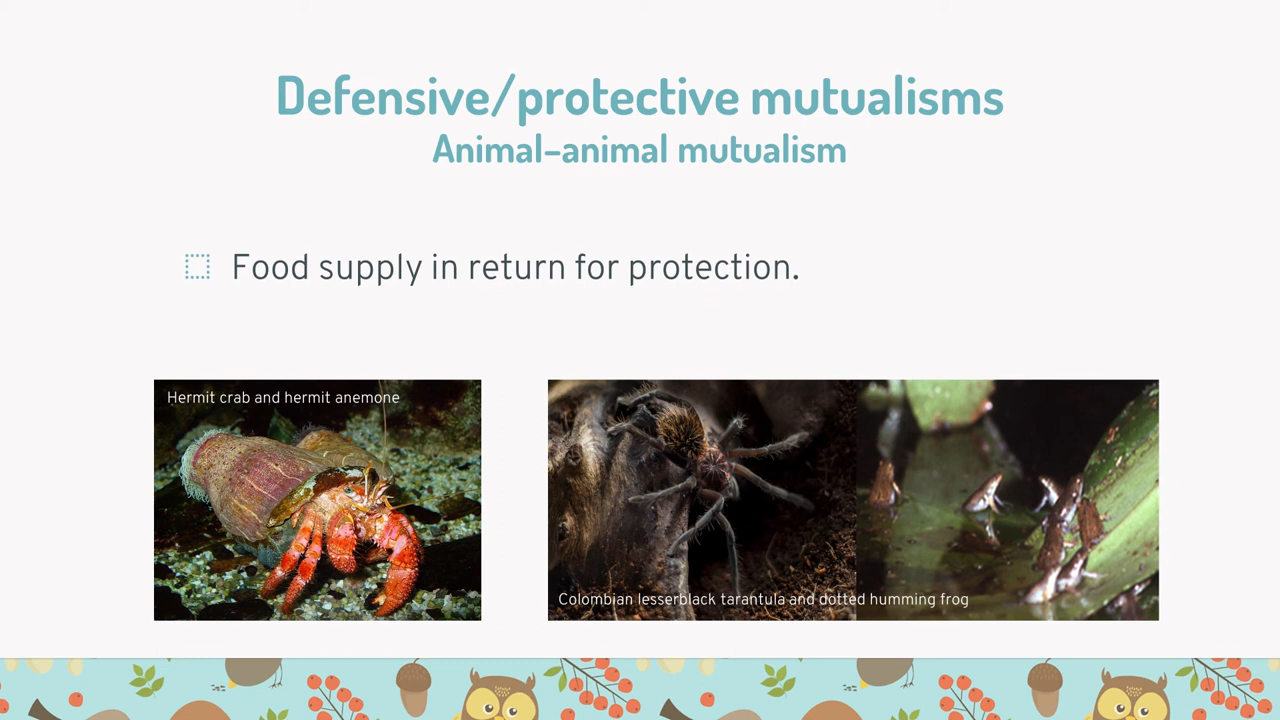 Defensive/protective mutualisms
Animal–animal mutualism
Food supply in return for protection.
Hermit crab and hermit anemone
Colombian lesserblack tarantula and dotted humming frog